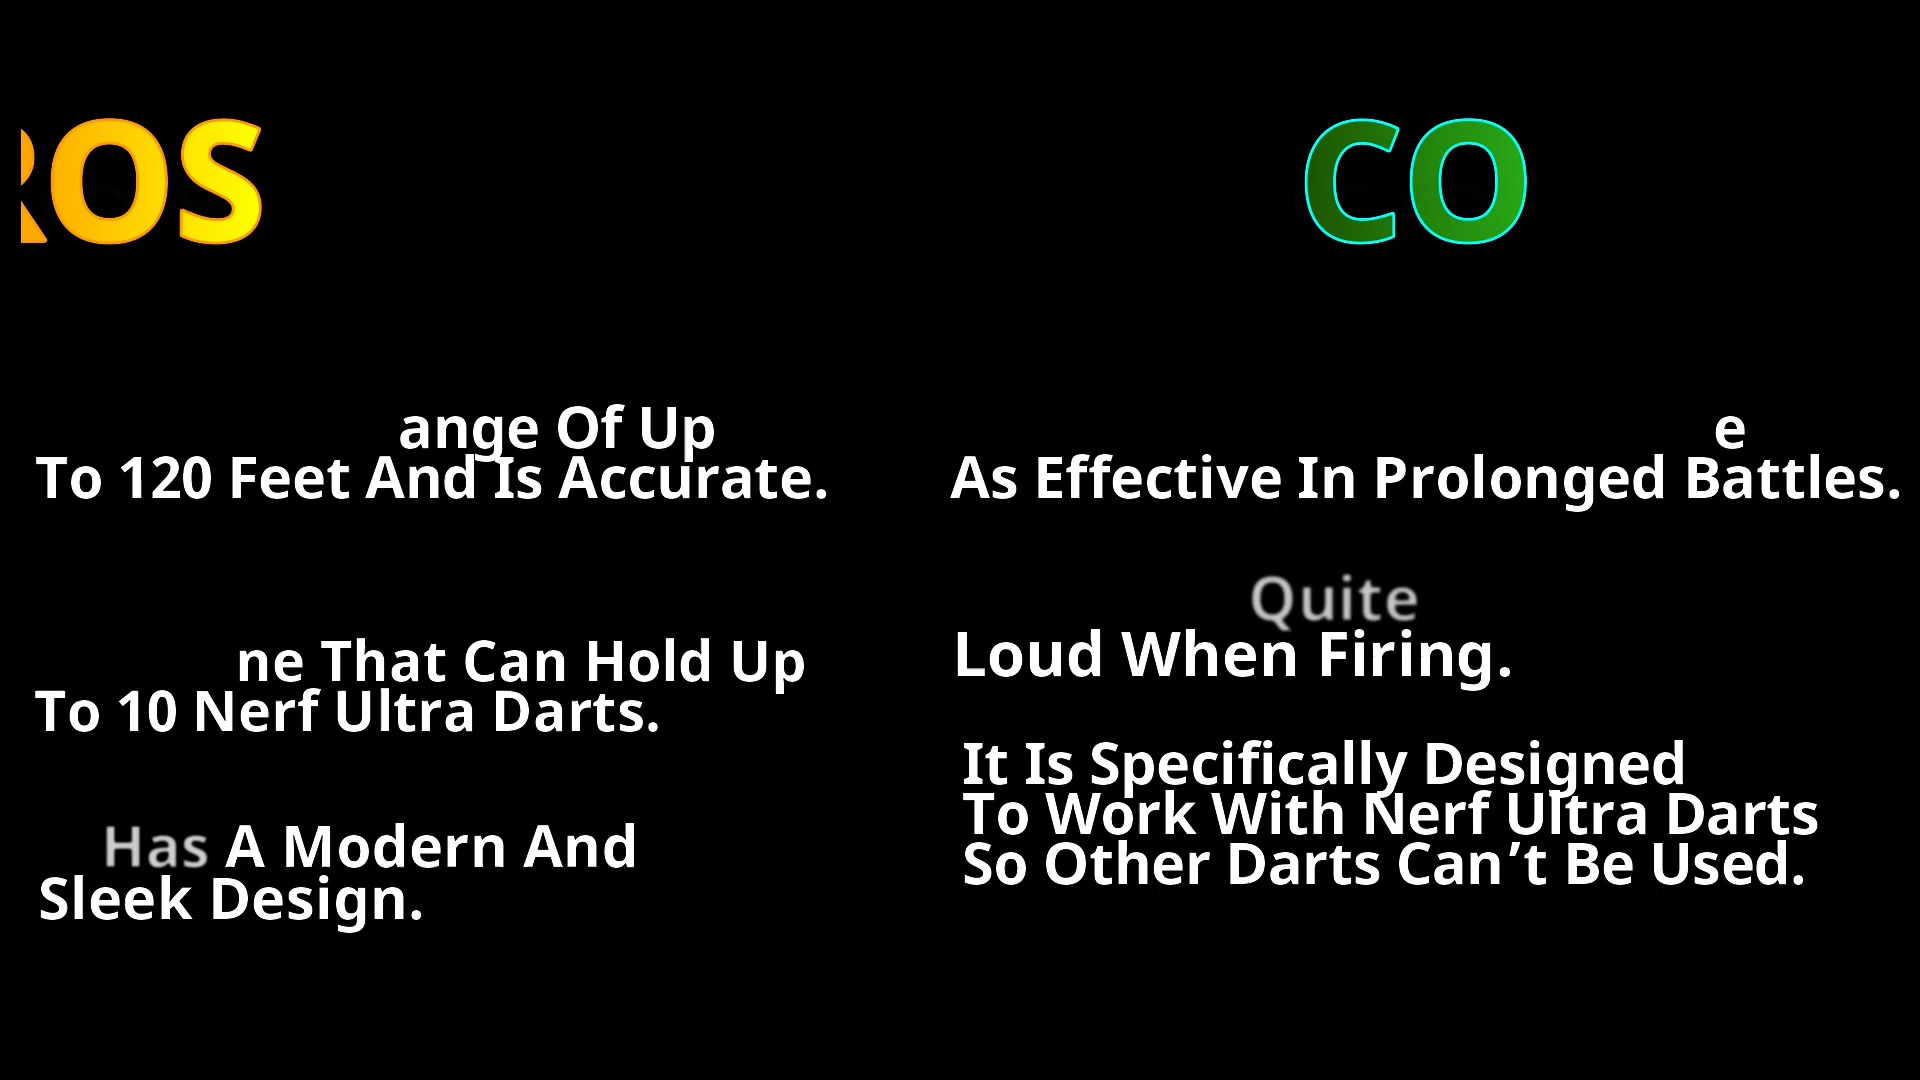 ROS
ange Of Up
To 120 Feet And Is Accurate.
ne That Can Hold Up
To 10 Nerf Ultra Darts.
Has A Modern And
Sleek Design.
CO
e
As Effective In Prolonged Battles.
Quite
Loud When Firing.
It Is Specifically Designed
To Work With Nerf Ultra Darts
So Other Darts Can’t Be Used.